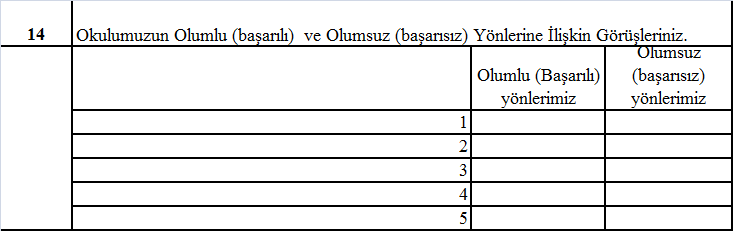 14 Okulumuzun Olumlu (başarılı) ve Olumsuz (başarısız) Yönlerine İlişkin Görüşleriniz.
Olumlu (Başarılı)
yönlerimiz
Olumsuz
(başarısız)
yönlerimiz
1
2
3
4
5